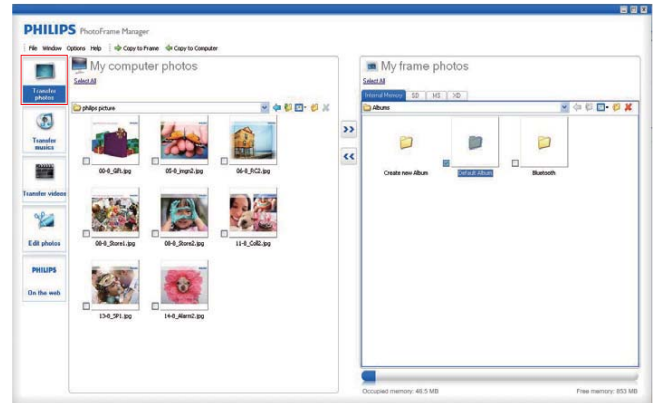 PHILIPS PhotoFrame Manager
File Window Options Help Copy to Frame Copy to Computer
Transfer photos
Transfer musics
Transfer videos
Edit photos
PHILIPS
On the web
My computer photos
Select All
philips picture
00-0_Gift.jpg 05-0_imgn2.jpg 06-0_RC2.jpg
08-0_Store1.jpg 08-0_Store2.jpg 11-0_Coll2.jpg
13-0_SP1.jpg 14-0_Alarm2.jpg
>>
<<
My frame photos
Select All
Internal Memory SD MS XD
Albums
Create new Album Default Album Bluetooth
Occupied memory: 48.5 MB Free memory: 853 MB